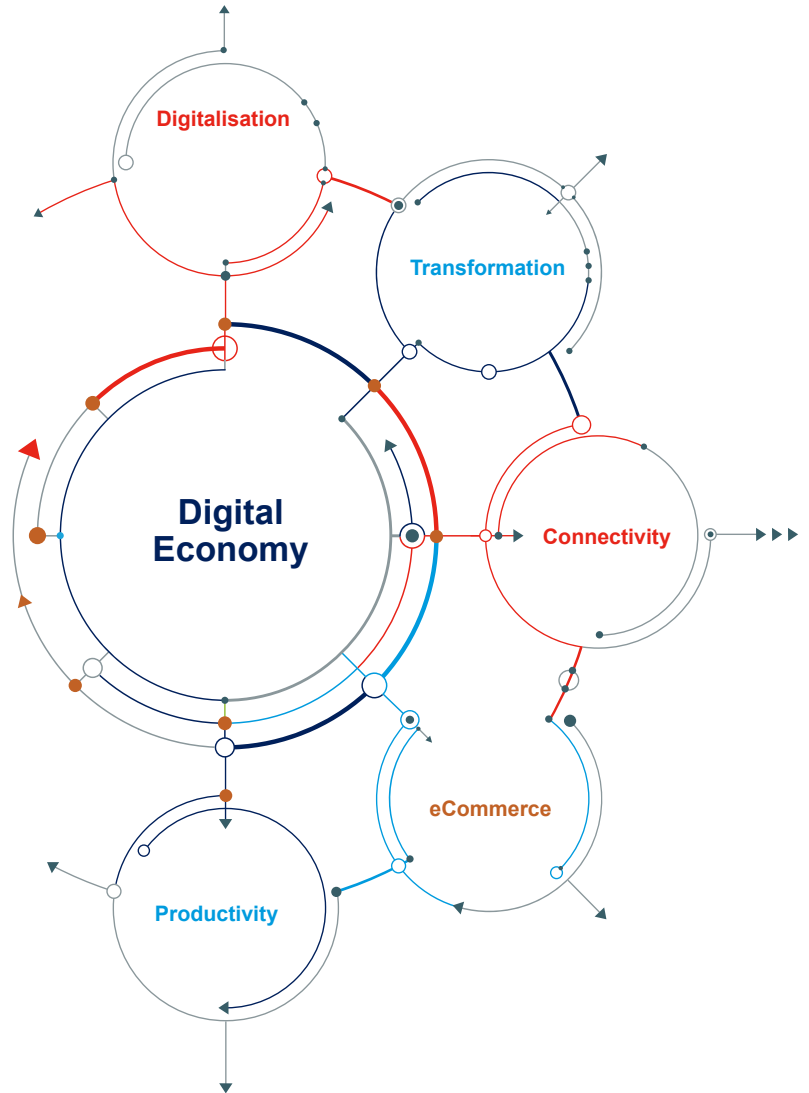 Digitalisation
Transformation
Digital
Economy
Connectivity
eCommerce
Productivity